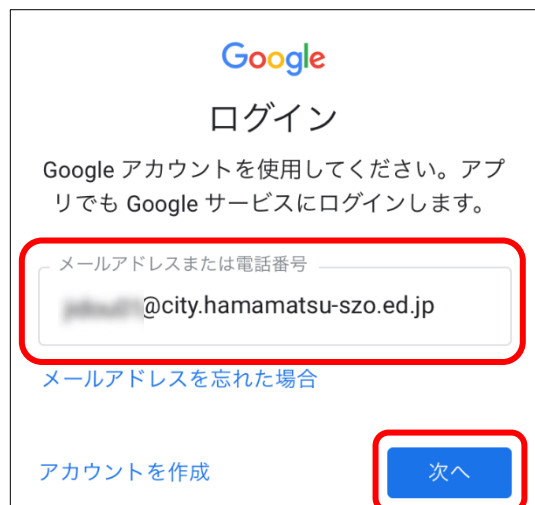 Google
ログイン
Google アカウントを使用してください。アプ
リでも Google サービスにログインします。
メールアドレスまたは電話番号
@city.hamamatsu-szo.ed.jp
メールアドレスを忘れた場合
アカウントを作成
次へ